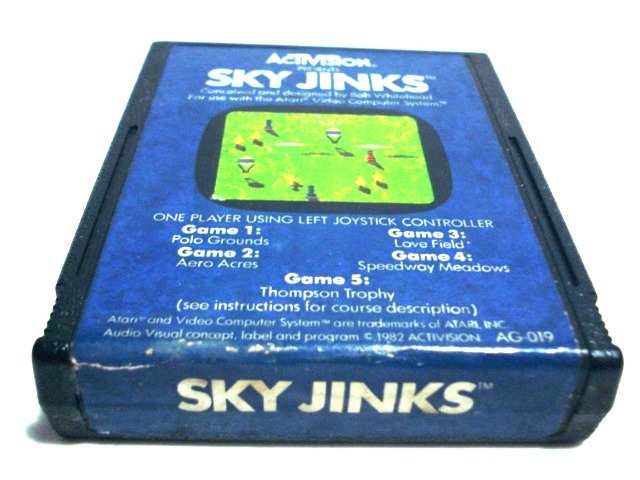 ACTIVISION®
PRESENTS
SKY JINKS™
Conceived and designed by Bob Whitehead
For use with the Atari® Video Computer System™
ONE PLAYER USING LEFT JOYSTICK CONTROLLER
Game 1: Game 3:
Polo Grounds Love Field
Game 2: Game 4:
Aero Acres Speedway Meadows
Game 5:
Thompson Trophy
(see instructions for course description)
Atari® and Video Computer System™ are trademarks of ATARI, INC.
Audio Visual concept, label and program © 1982 ACTIVISION. AG-019
SKY JINKS™